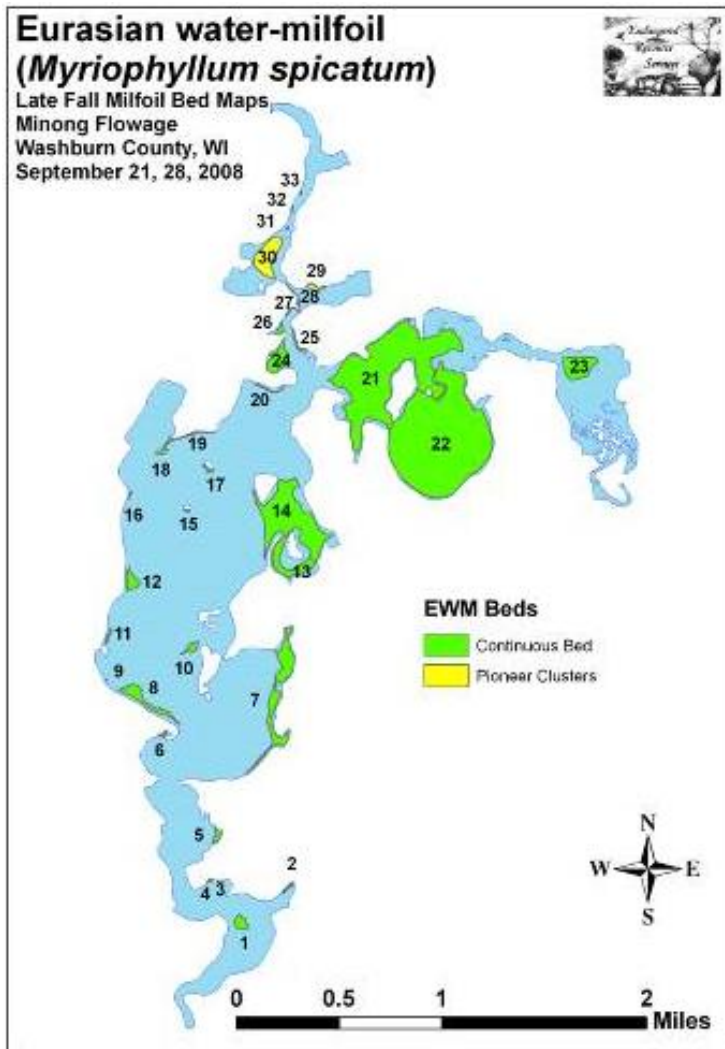 Eurasian water-milfoil
(Myriophyllum spicatum)
Late Fall Milfoil Bed Maps
Minong Flowage
Washburn County, WI
September 21, 28, 2008
Endangered
Resource
Services
33
32
31
30
29
28
27
26
25
24
23
21
22
20
19
18
17
16
15
14
13
12
11
10
9
8
7
6
5
4
3
2
1
EWM Beds
Continuous Bed
Pioneer Clusters
N
W
E
S
0
0.5
1
2
Miles